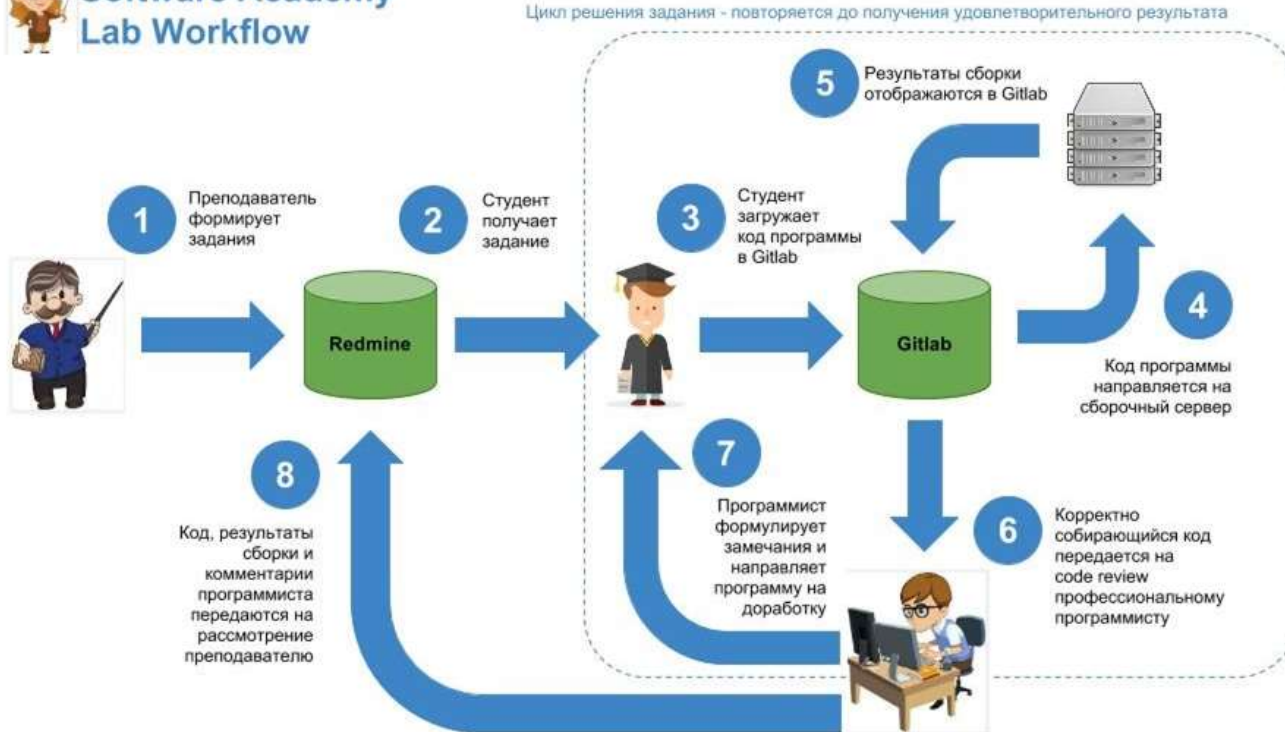 Software Academy
Lab Workflow
Цикл решения задания - повторяется до получения удовлетворительного результата
5
Результаты сборки
отображаются в Gitlab
1
Преподаватель
формирует
задания
2
Студент
получает
задание
3
Студент
загружает
код программы
в Gitlab
Redmine
Gitlab
4
Код программы
направляется на
сборочный сервер
8
Код, результаты
сборки и
комментарии
программиста
передаются на
рассмотрение
преподавателю
7
Программист
формулирует
замечания и
направляет
программу на
доработку
6
Корректно
собирающийся код
передается на
code review
профессиональному
программисту